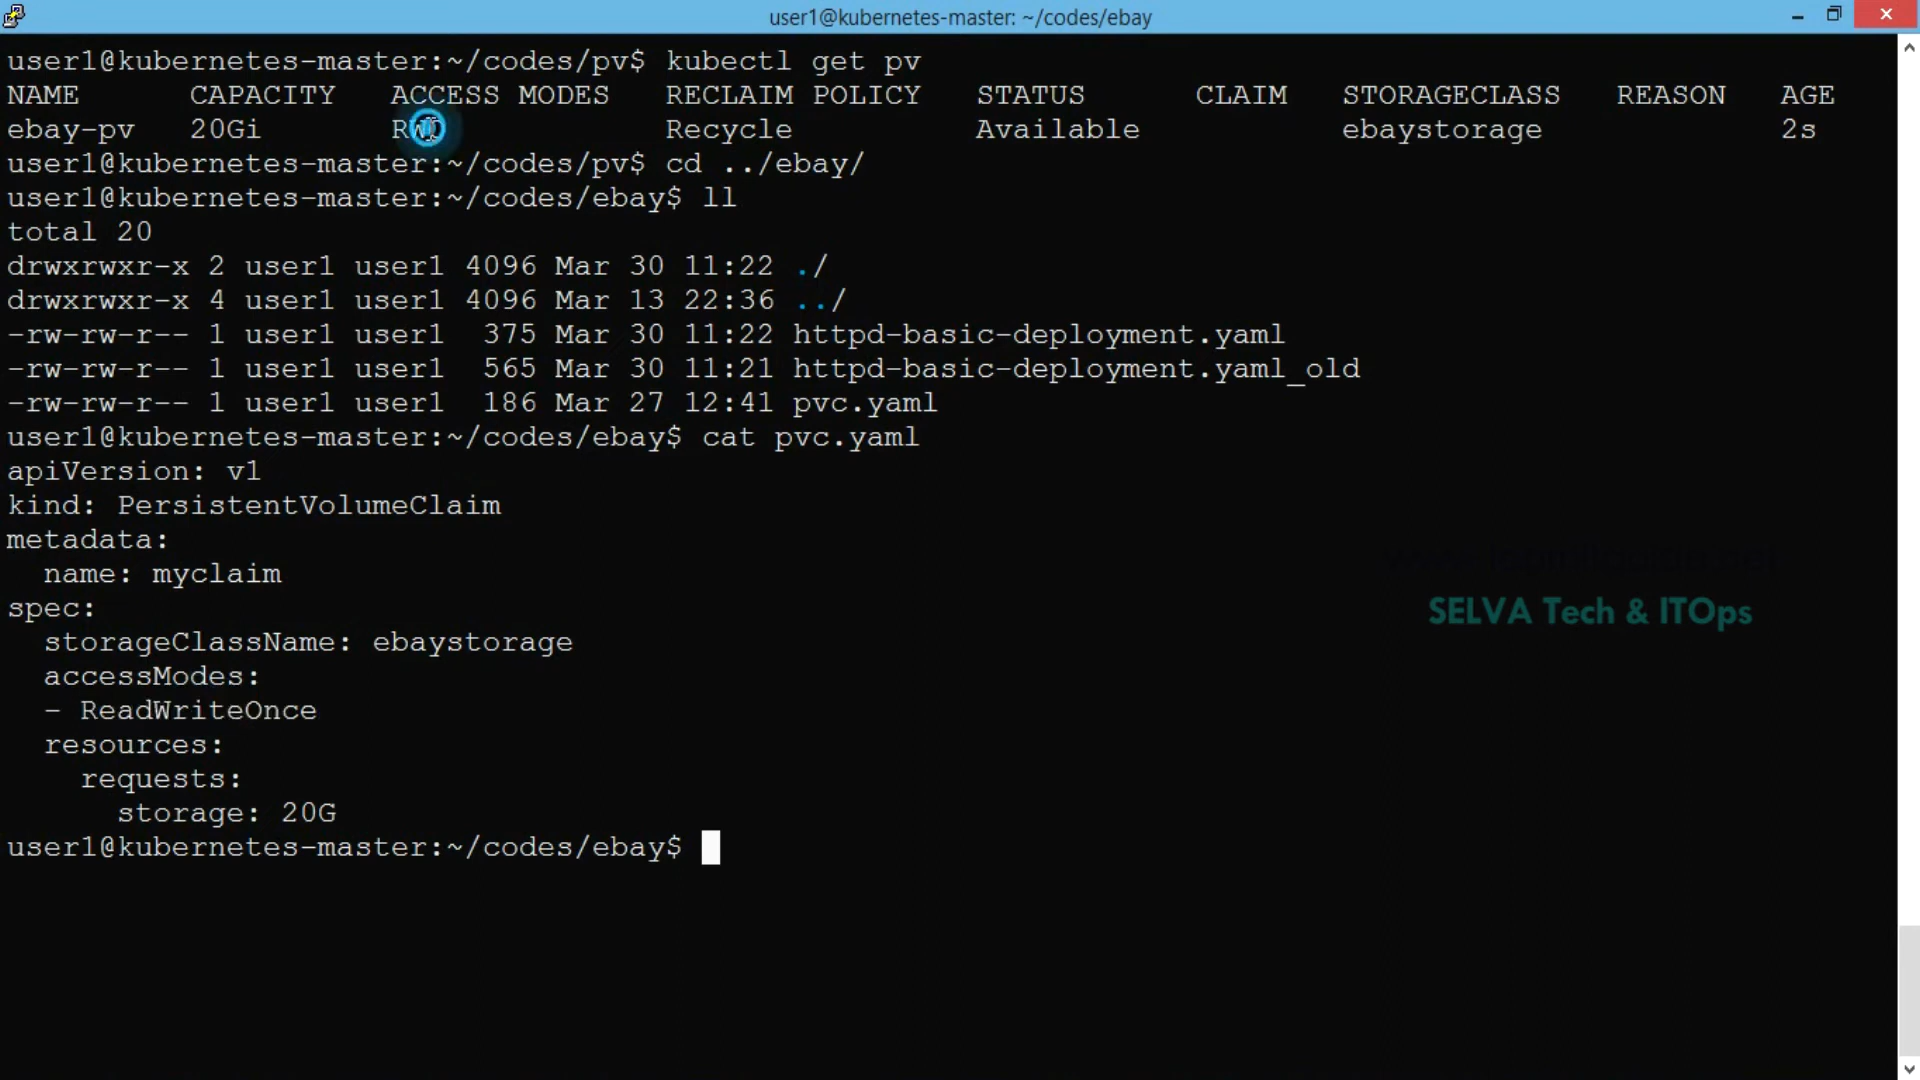 user1@kubernetes-master: ~/codes/ebay
user1@kubernetes-master:~/codes/pv$ kubectl get pv
NAME CAPACITY ACCESS MODES RECLAIM POLICY STATUS CLAIM STORAGECLASS REASON AGE
ebay-pv 20Gi RWO Recycle Available ebaystorage 2s
user1@kubernetes-master:~/codes/pv$ cd ../ebay/
user1@kubernetes-master:~/codes/ebay$ ll
total 20
drwxrwxr-x 2 user1 user1 4096 Mar 30 11:22 ./
drwxrwxr-x 4 user1 user1 4096 Mar 13 22:36 ../
-rw-rw-r-- 1 user1 user1 375 Mar 30 11:22 httpd-basic-deployment.yaml
-rw-rw-r-- 1 user1 user1 565 Mar 30 11:21 httpd-basic-deployment.yaml_old
-rw-rw-r-- 1 user1 user1 186 Mar 27 12:41 pvc.yaml
user1@kubernetes-master:~/codes/ebay$ cat pvc.yaml
apiVersion: v1
kind: PersistentVolumeClaim
metadata:
  name: myclaim
spec:
  storageClassName: ebaystorage
  accessModes:
  - ReadWriteOnce
  resources:
    requests:
      storage: 20G
user1@kubernetes-master:~/codes/ebay$
SELVA Tech & ITOps